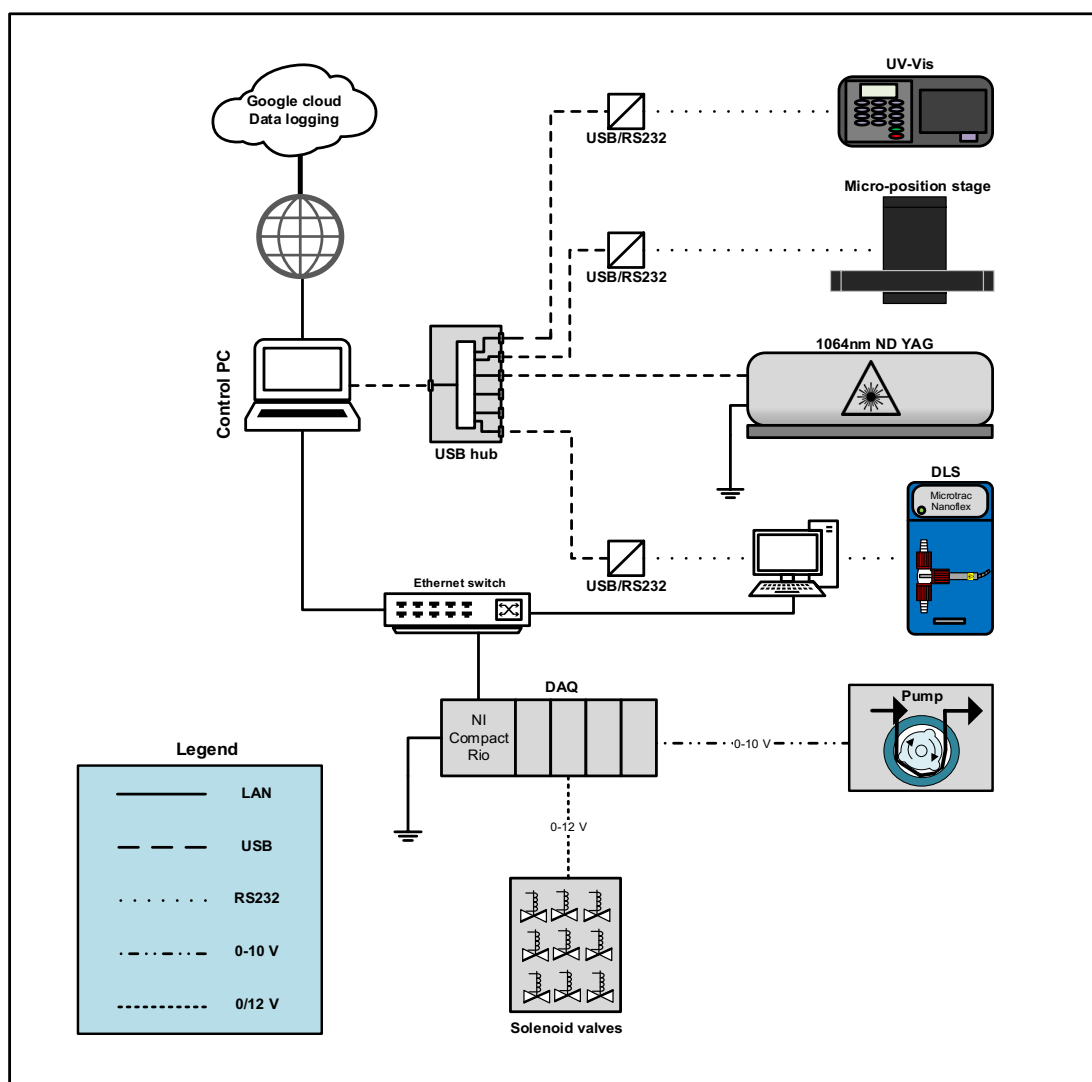 Google cloud
Data logging
UV-Vis
USB/RS232
Micro-position stage
USB/RS232
Control PC
USB hub
1064nm ND YAG
DLS
Microtrac
Nanoflex
USB/RS232
Ethernet switch
DAQ
NI
Compact
Rio
0-10 V
Pump
0-12 V
Solenoid valves
Legend
LAN
USB
RS232
0-10 V
0/12 V